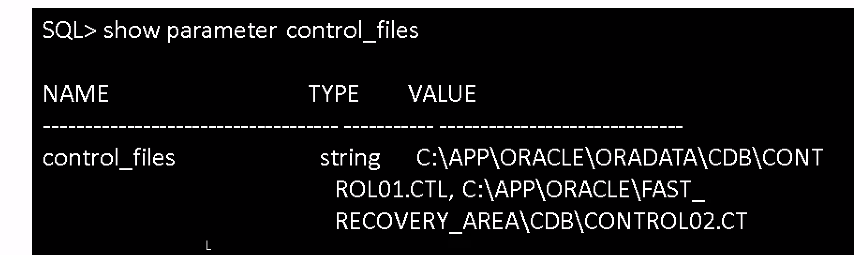 SQL> show parameter control_files
NAME TYPE VALUE
------------------------------------ ----------- ------------------------------
control_files string C:\APP\ORACLE\ORADATA\CDB\CONT
ROL01.CTL, C:\APP\ORACLE\FAST_
RECOVERY_AREA\CDB\CONTROL02.CT
L